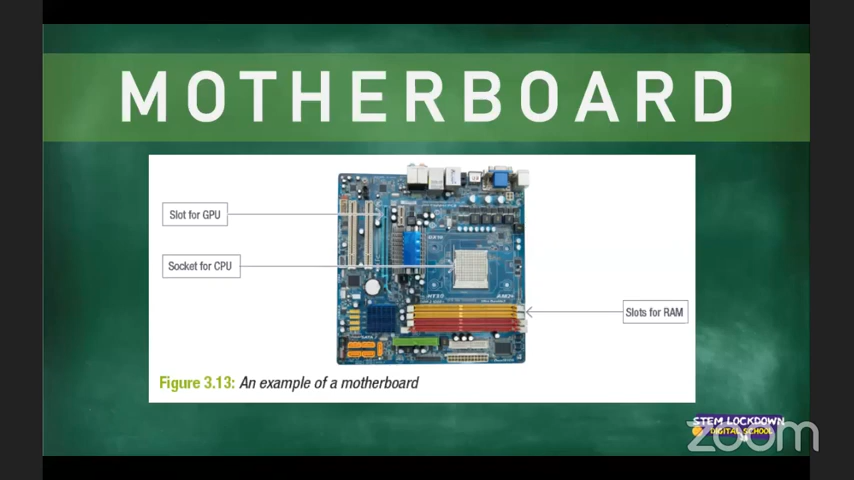 MOTHERBOARD
Slot for GPU
Socket for CPU
Slots for RAM
Figure 3.13: An example of a motherboard
STEM LOCKDOWN
DIGITAL SCHOOL
zoom